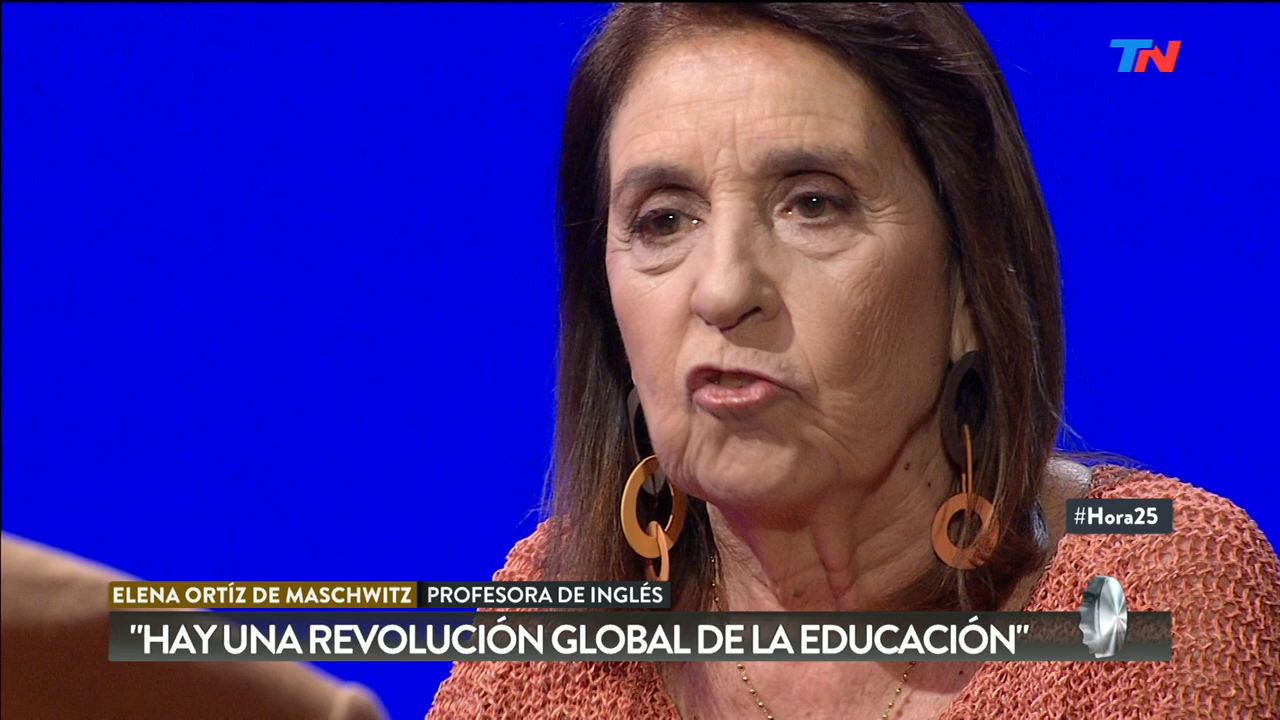 TN
#Hora25
ELENA ORTÍZ DE MASCHWITZ PROFESORA DE INGLÉS
"HAY UNA REVOLUCIÓN GLOBAL DE LA EDUCACIÓN"